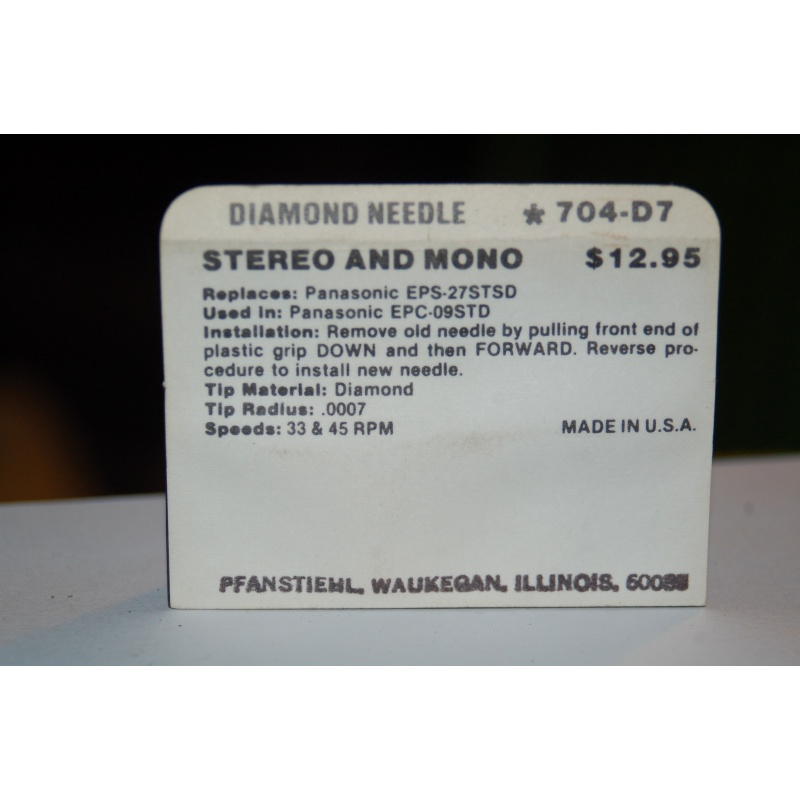 DIAMOND NEEDLE * 704-D7
STEREO AND MONO $12.95
Replaces: Panasonic EPS-27STSD
Used In: Panasonic EPC-09STD
Installation: Remove old needle by pulling front end of
plastic grip DOWN and then FORWARD. Reverse pro-
cedure to install new needle.
Tip Material: Diamond
Tip Radius: .0007
Speeds: 33 & 45 RPM MADE IN U.S.A.
PFANSTIEHL, WAUKEGAN, ILLINOIS,